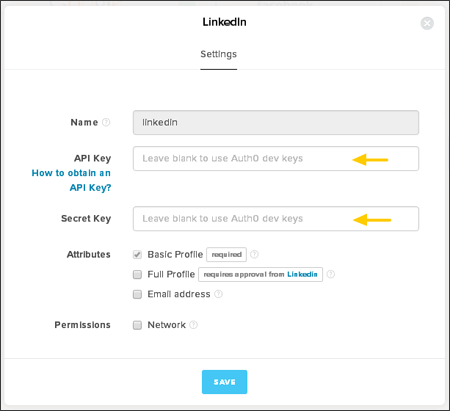 LinkedIn
Settings
Name
linkedin
API Key
Leave blank to use Auth0 dev keys
How to obtain an
API Key?
Secret Key
Leave blank to use Auth0 dev keys
Attributes
Basic Profile required
Full Profile requires approval from Linkedin
Email address
Permissions
Network
SAVE